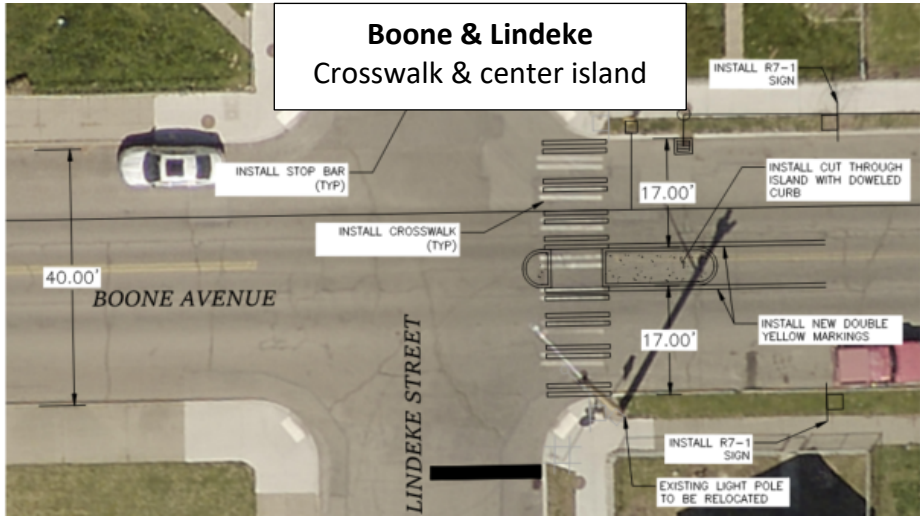 Boone & Lindeke
Crosswalk & center island
INSTALL R7-1
SIGN
INSTALL STOP BAR
(TYP)
INSTALL CUT THROUGH
ISLAND WITH DOWELED
CURB
17.00'
INSTALL CROSSWALK
(TYP)
40.00'
BOONE AVENUE
INSTALL NEW DOUBLE
YELLOW MARKINGS
17.00'
LINDEKE STREET
INSTALL R7-1
SIGN
EXISTING LIGHT POLE
TO BE RELOCATED